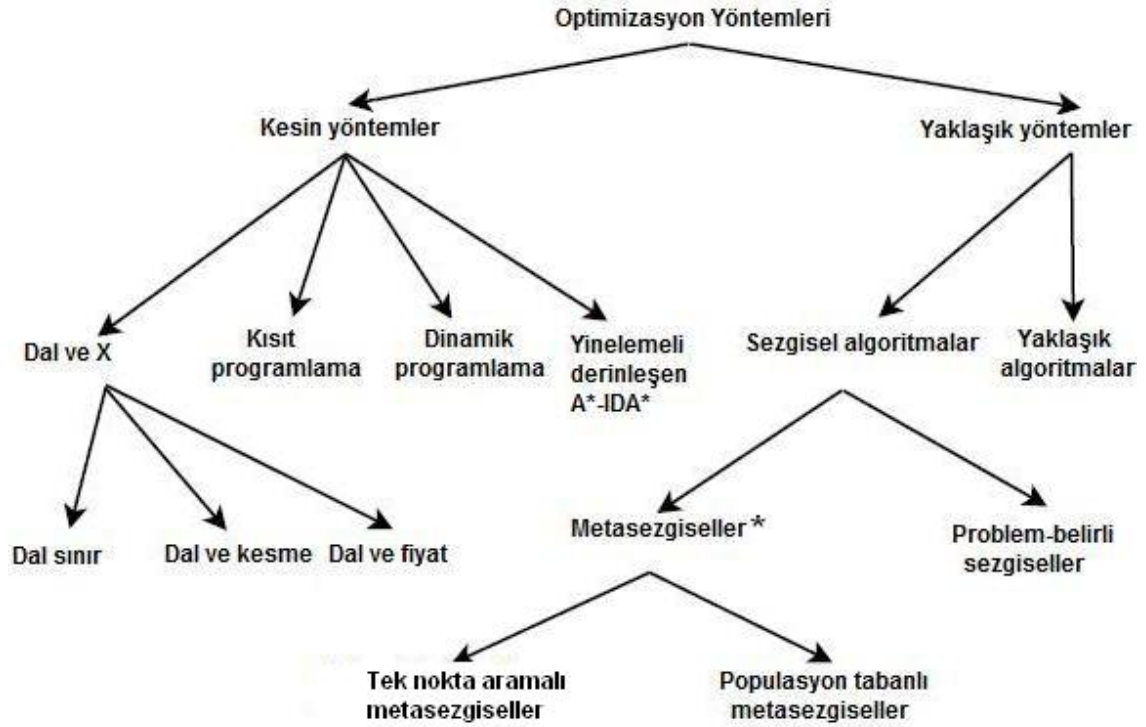 Optimizasyon Yöntemleri
Kesin yöntemler
Yaklaşık yöntemler
Dal ve X
Kısıt
programlama
Dinamik
programlama
Yinelemeli
derinleşen
A*-IDA*
Sezgisel algoritmalar
Yaklaşık
algoritmalar
Dal sınır
Dal ve kesme
Dal ve fiyat
Metasezgiseller *
Problem-belirli
sezgiseller
Tek nokta aramalı
metasezgiseller
Populasyon tabanlı
metasezgiseller